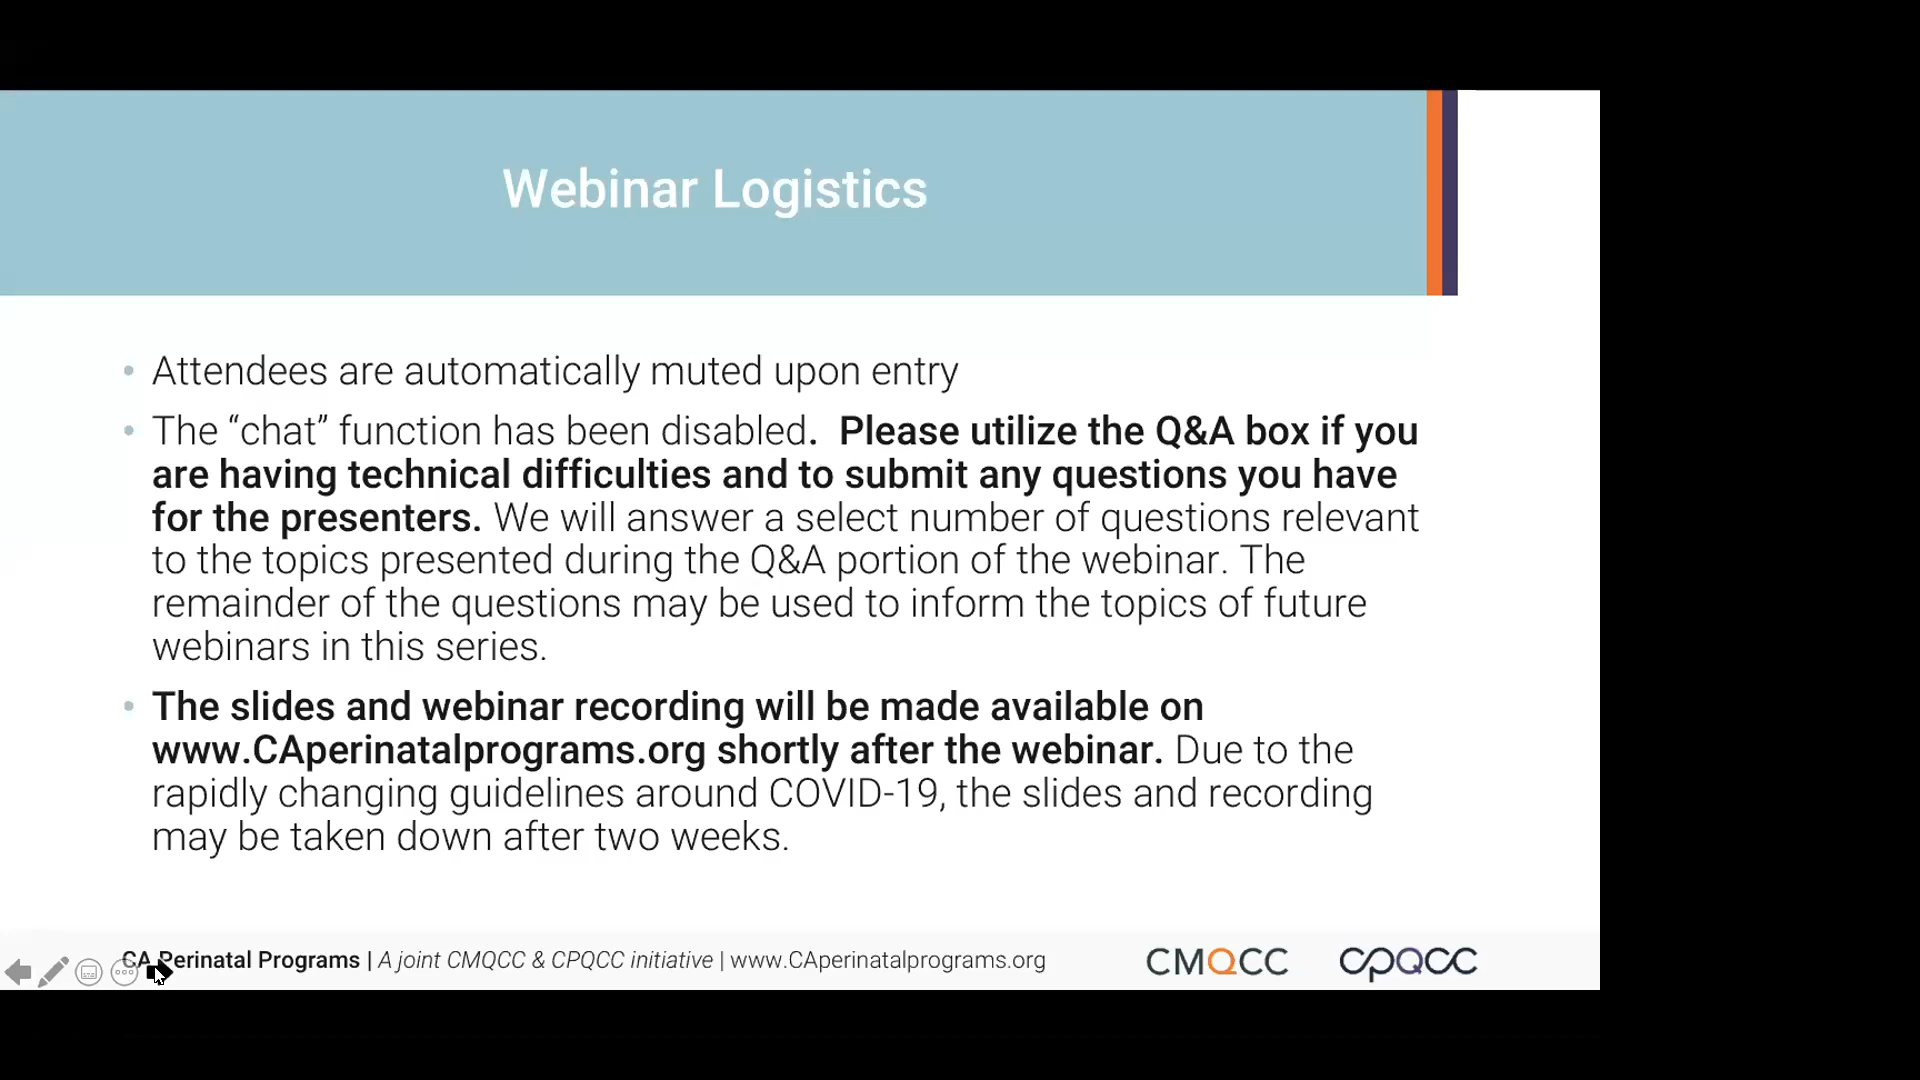 Webinar Logistics
• Attendees are automatically muted upon entry
• The “chat” function has been disabled.  Please utilize the Q&A box if you
are having technical difficulties and to submit any questions you have
for the presenters. We will answer a select number of questions relevant
to the topics presented during the Q&A portion of the webinar. The
remainder of the questions may be used to inform the topics of future
webinars in this series.
• The slides and webinar recording will be made available on
www.CAperinatalprograms.org shortly after the webinar. Due to the
rapidly changing guidelines around COVID-19, the slides and recording
may be taken down after two weeks.
CA Perinatal Programs | A joint CMQCC & CPQCC initiative | www.CAperinatalprograms.org
CMQCC
CPQCC